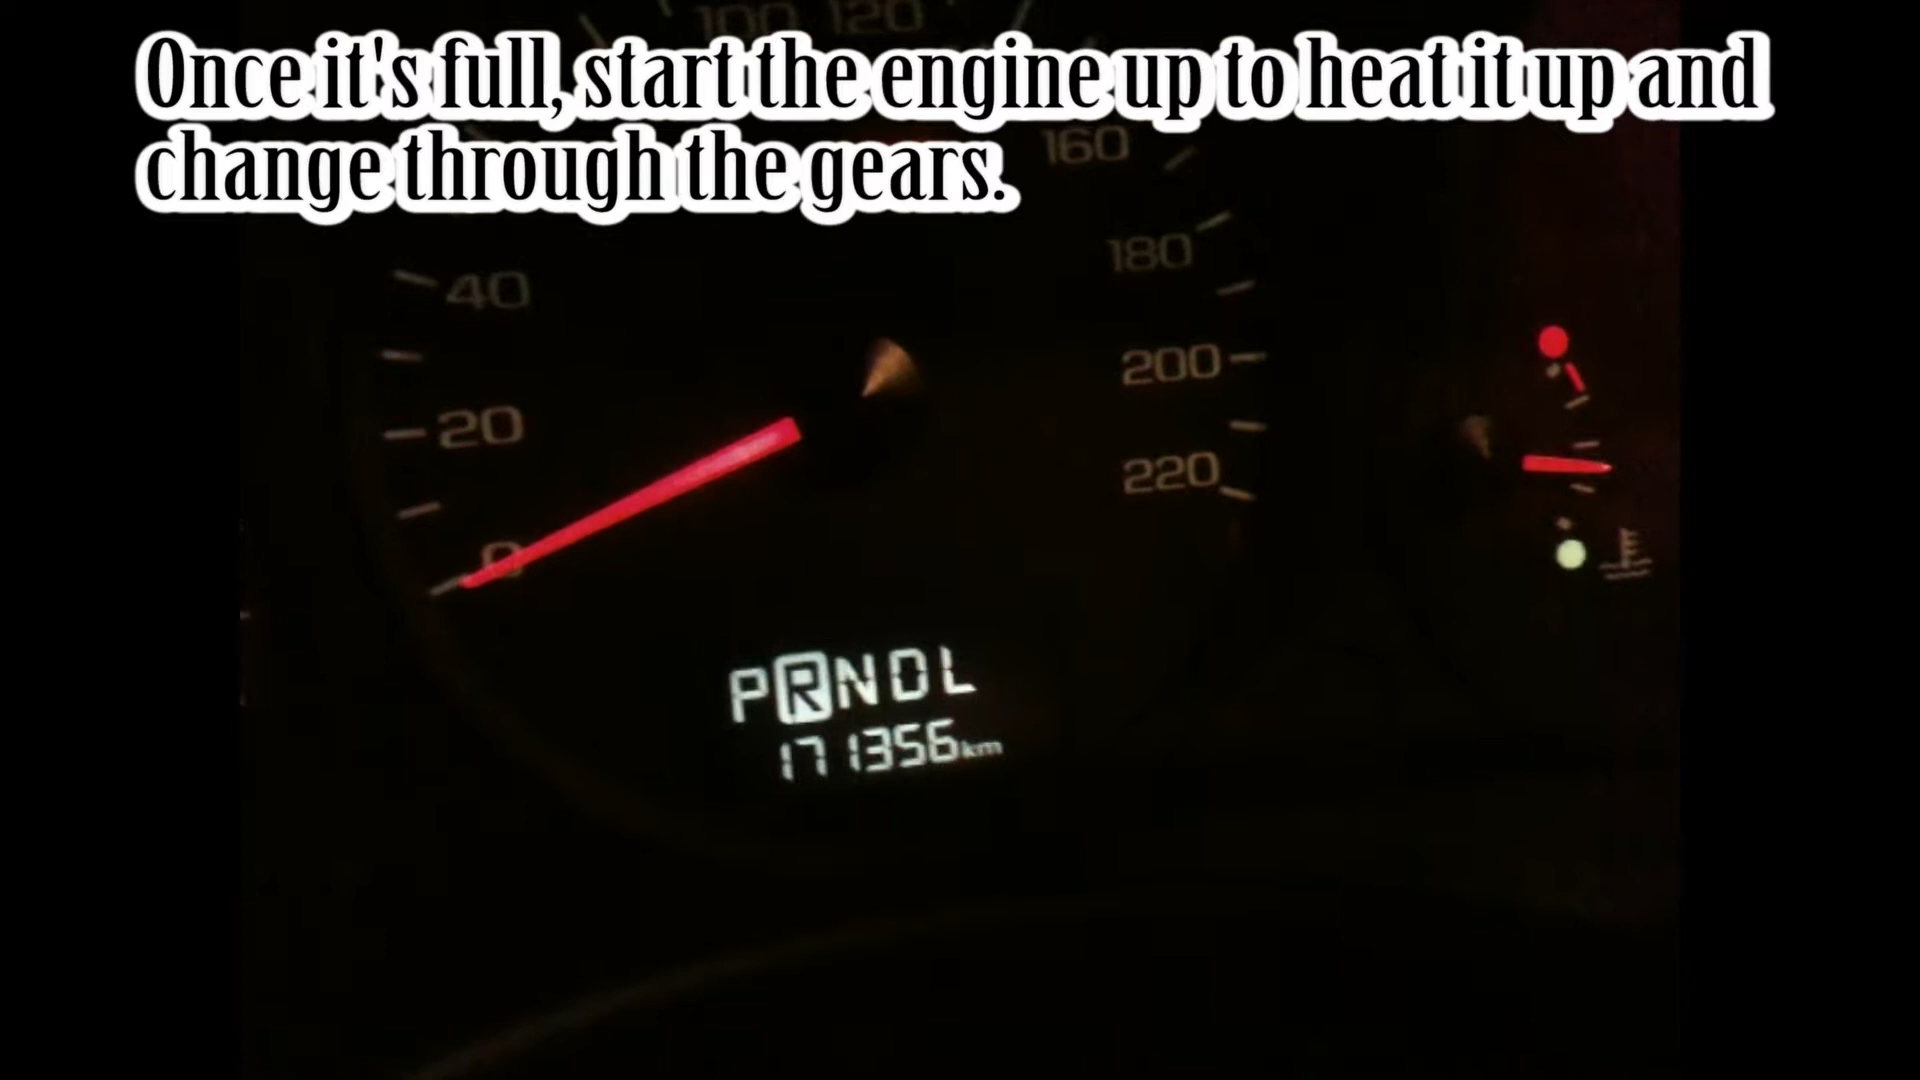 100 120
Once it's full, start the engine up to heat it up and
change through the gears.
160
180
40
200
20
220
0
PRNDL
171356km